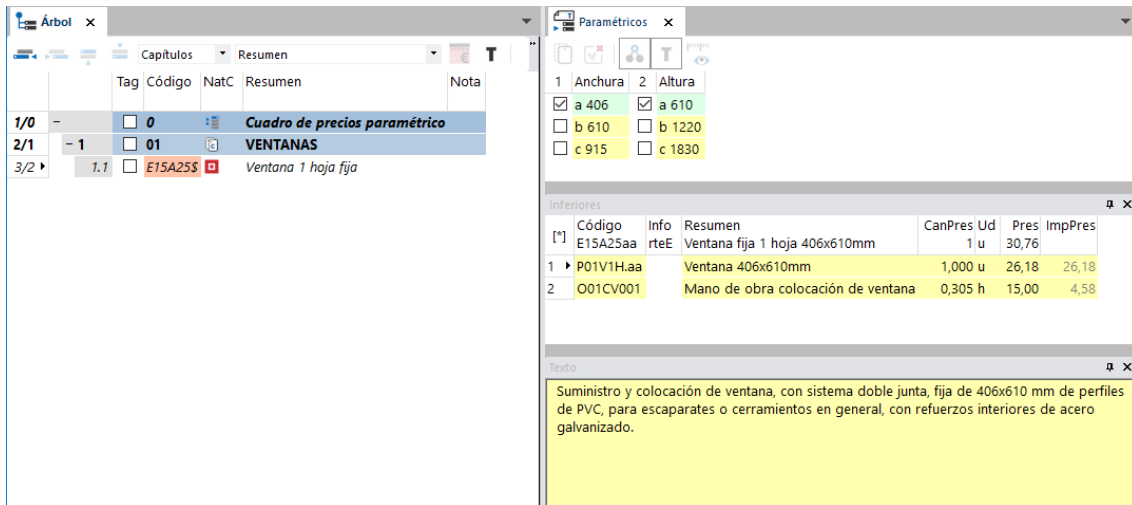 Árbol
Capítulos Resumen T "
Tag Código NatC Resumen Nota
1/0 − 0 Cuadro de precios paramétrico
2/1 − 1 01 VENTANAS
3/2 1.1 E15A25$ Ventana 1 hoja fija
Paramétricos
T
1 Anchura 2 Altura
a 406 a 610
b 610 b 1220
c 915 c 1830
Inferiores
[*] Código Info Resumen CanPres Ud Pres ImpPres
E15A25aa rteE Ventana fija 1 hoja 406x610mm 1 u 30,76
1 P01V1H.aa Ventana 406x610mm 1,000 u 26,18 26,18
2 O01CV001 Mano de obra colocación de ventana 0,305 h 15,00 4,58
Texto
Suministro y colocación de ventana, con sistema doble junta, fija de 406x610 mm de perfiles
de PVC, para escaparates o cerramientos en general, con refuerzos interiores de acero
galvanizado.